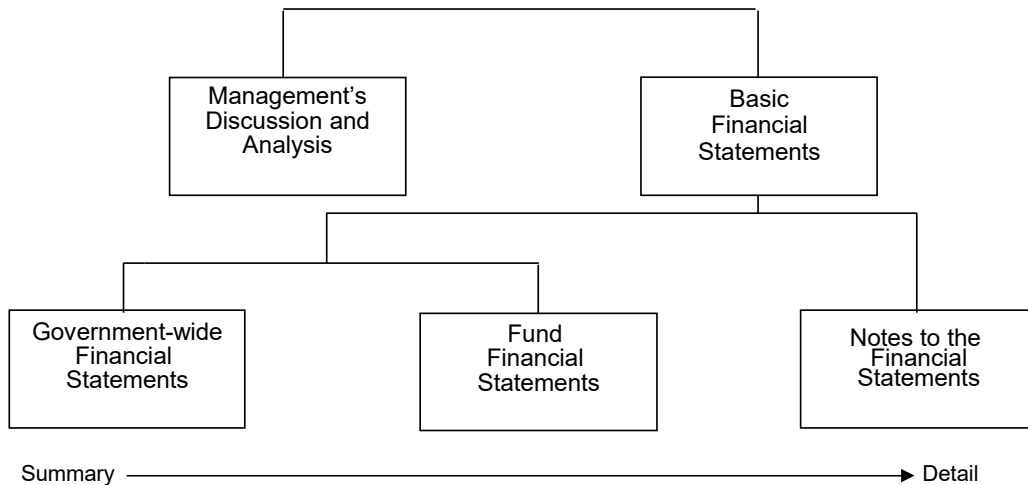 Management’s
Discussion and
Analysis
Basic
Financial
Statements
Government-wide
Financial
Statements
Fund
Financial
Statements
Notes to the
Financial
Statements
Summary
Detail